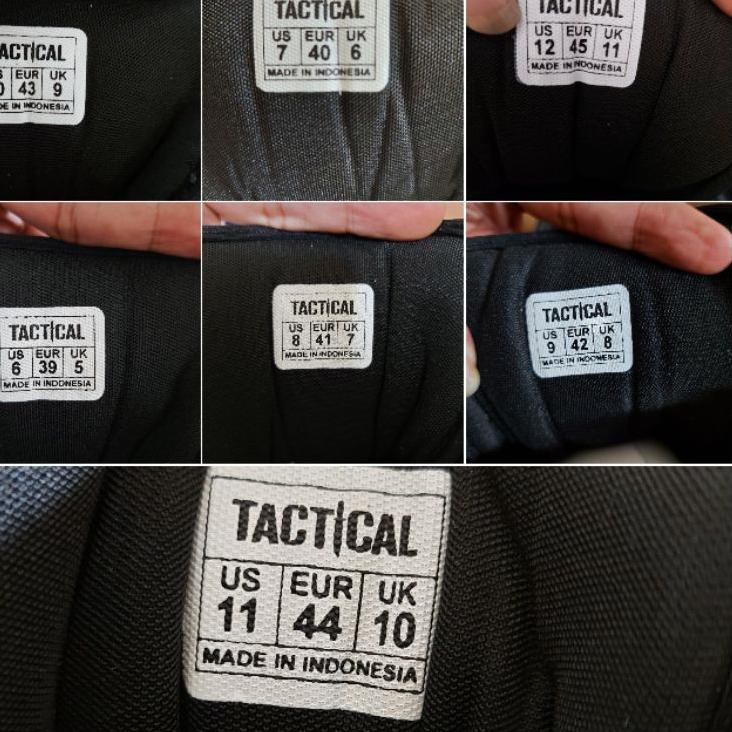 TACTICAL
EUR UK
43 9
MADE IN INDONESIA
TACTICAL
US EUR UK
7 40 6
MADE IN INDONESIA
TACTICAL
US EUR UK
12 45 11
MADE IN INDONESIA
TACTICAL
US EUR UK
6 39 5
MADE IN INDONESIA
TACTICAL
US EUR UK
8 41 7
MADE IN INDONESIA
TACTICAL
US EUR UK
9 42 8
MADE IN INDONESIA
TACTICAL
US EUR UK
11 44 10
MADE IN INDONESIA